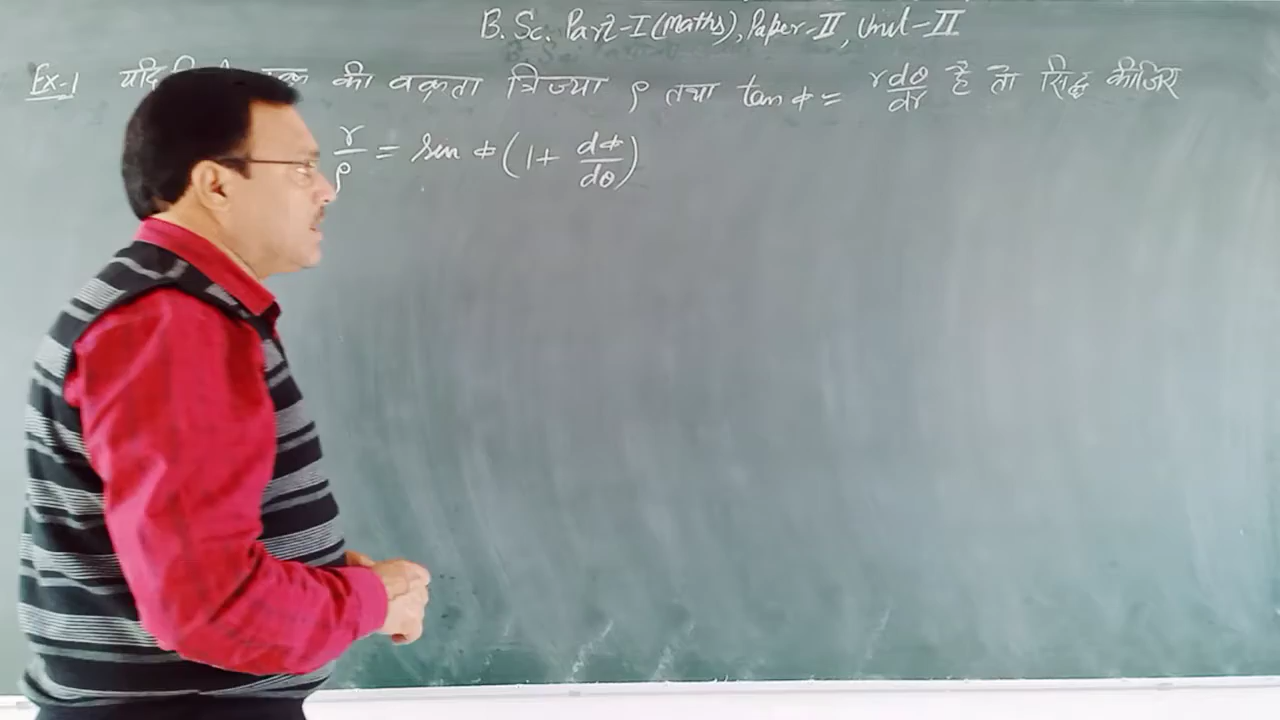 B.Sc. Part-I (Maths), Paper-II, Unit-II
Ex-1 यदि की वक्रता त्रिज्या ρ तथा tan φ = r dθ/dr है तो सिद्ध कीजिए
r/ρ = sin φ (1 + dφ/dθ)